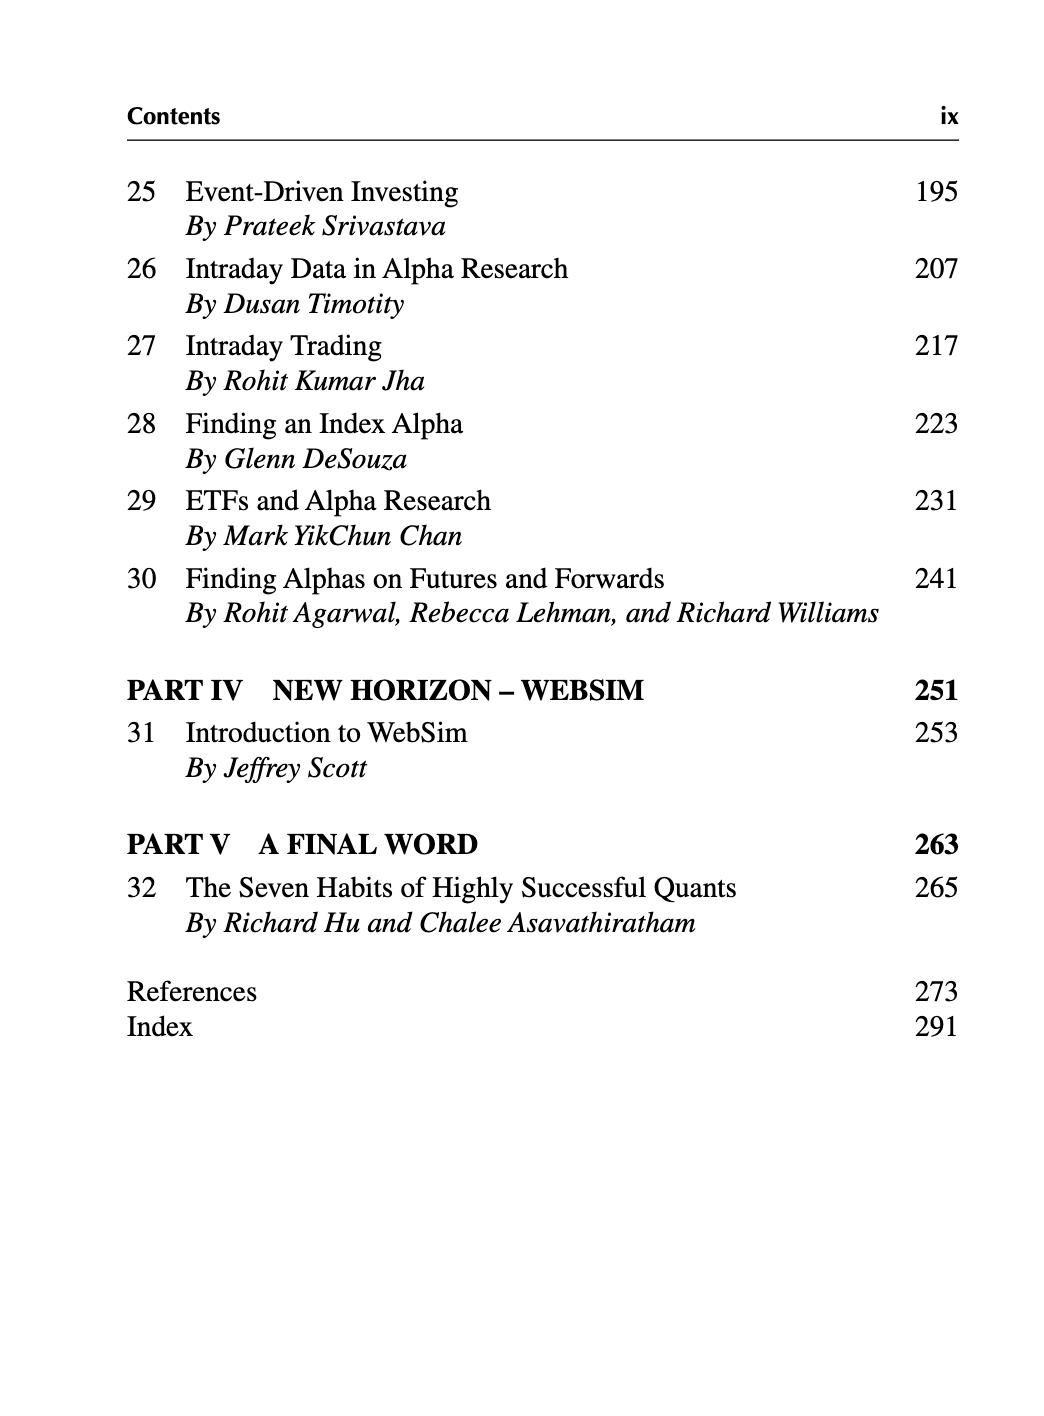 Contents ix
25 Event-Driven Investing 195
By Prateek Srivastava
26 Intraday Data in Alpha Research 207
By Dusan Timotity
27 Intraday Trading 217
By Rohit Kumar Jha
28 Finding an Index Alpha 223
By Glenn DeSouza
29 ETFs and Alpha Research 231
By Mark YikChun Chan
30 Finding Alphas on Futures and Forwards 241
By Rohit Agarwal, Rebecca Lehman, and Richard Williams
PART IV NEW HORIZON – WEBSIM 251
31 Introduction to WebSim 253
By Jeffrey Scott
PART V A FINAL WORD 263
32 The Seven Habits of Highly Successful Quants 265
By Richard Hu and Chalee Asavathiratham
References 273
Index 291